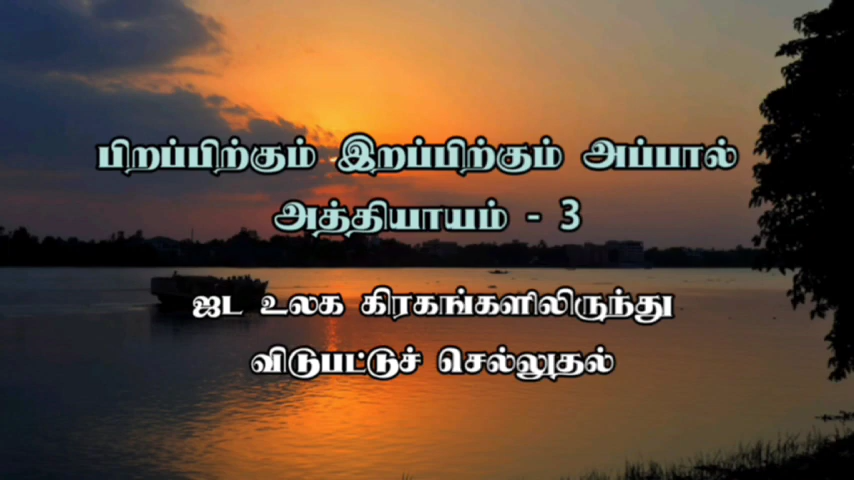 பிறப்பிற்கும் இறப்பிற்கும் அப்பால்
அத்தியாயம் - 3
ஜட உலக கிரகங்களிலிருந்து
விடுபட்டுச் செல்லுதல்